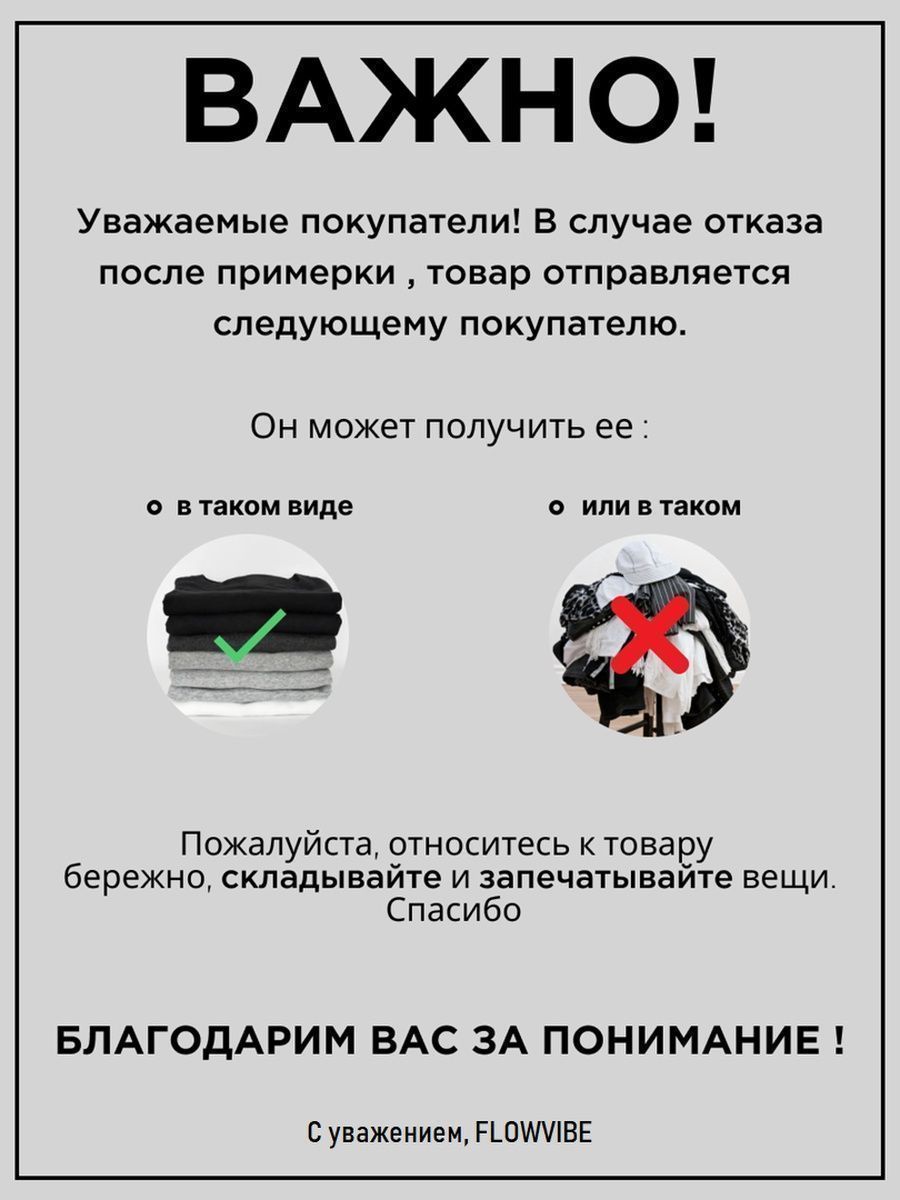 ВАЖНО!
Уважаемые покупатели! В случае отказа
после примерки , товар отправляется
следующему покупателю.
Он может получить ее :
в таком виде
или в таком
Пожалуйста, относитесь к товару
бережно, складывайте и запечатывайте вещи.
Спасибо
БЛАГОДАРИМ ВАС ЗА ПОНИМАНИЕ !
С уважением, FLOWVIBE